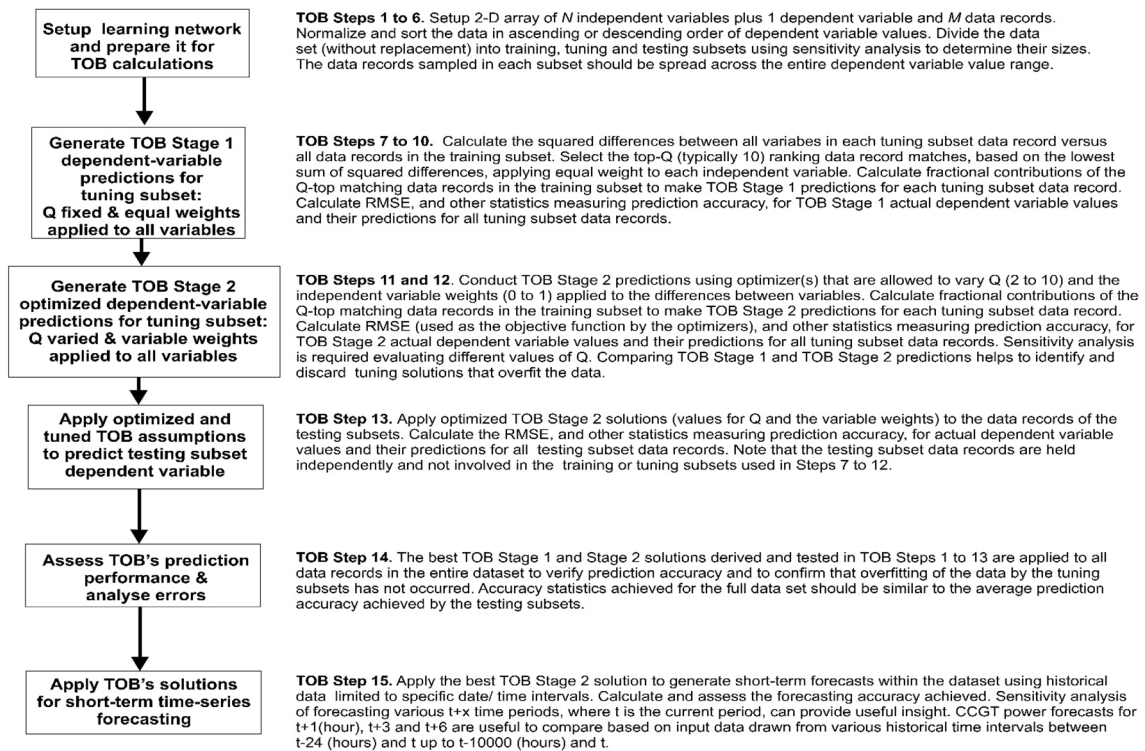 Setup learning network
and prepare it for
TOB calculations
TOB Steps 1 to 6. Setup 2-D array of N independent variables plus 1 dependent variable and M data records.
Normalize and sort the data in ascending or descending order of dependent variable values. Divide the data
set (without replacement) into training, tuning and testing subsets using sensitivity analysis to determine their sizes.
The data records sampled in each subset should be spread across the entire dependent variable value range.
Generate TOB Stage 1
dependent-variable
predictions for
tuning subset:
Q fixed & equal weights
applied to all variables
TOB Steps 7 to 10. Calculate the squared differences between all variabes in each tuning subset data record versus
all data records in the training subset. Select the top-Q (typically 10) ranking data record matches, based on the lowest
sum of squared differences, applying equal weight to each independent variable. Calculate fractional contributions of the
Q-top matching data records in the training subset to make TOB Stage 1 predictions for each tuning subset data record.
Calculate RMSE, and other statistics measuring prediction accuracy, for TOB Stage 1 actual dependent variable values
and their predictions for all tuning subset data records.
Generate TOB Stage 2
optimized dependent-variable
predictions for tuning subset:
Q varied & variable weights
applied to all variables
TOB Steps 11 and 12. Conduct TOB Stage 2 predictions using optimizer(s) that are allowed to vary Q (2 to 10) and the
independent variable weights (0 to 1) applied to the differences between variables. Calculate fractional contributions of the
Q-top matching data records in the training subset to make TOB Stage 2 predictions for each tuning subset data record.
Calculate RMSE (used as the objective function by the optimizers), and other statistics measuring prediction accuracy, for
TOB Stage 2 actual dependent variable values and their predictions for all tuning subset data records. Sensitivity analysis
is required evaluating different values of Q. Comparing TOB Stage 1 and TOB Stage 2 predictions helps to identify and
discard tuning solutions that overfit the data.
Apply optimized and
tuned TOB assumptions
to predict testing subset
dependent variable
TOB Step 13. Apply optimized TOB Stage 2 solutions (values for Q and the variable weights) to the data records of the
testing subsets. Calculate the RMSE, and other statistics measuring prediction accuracy, for actual dependent variable
values and their predictions for all testing subset data records. Note that the testing subset data records are held
independently and not involved in the training or tuning subsets used in Steps 7 to 12.
Assess TOB's prediction
performance &
analyse errors
TOB Step 14. The best TOB Stage 1 and Stage 2 solutions derived and tested in TOB Steps 1 to 13 are applied to all
data records in the entire dataset to verify prediction accuracy and to confirm that overfitting of the data by the tuning
subsets has not occurred. Accuracy statistics achieved for the full data set should be similar to the average prediction
accuracy achieved by the testing subsets.
Apply TOB's solutions
for short-term time-series
forecasting
TOB Step 15. Apply the best TOB Stage 2 solution to generate short-term forecasts within the dataset using historical
data limited to specific date/ time intervals. Calculate and assess the forecasting accuracy achieved. Sensitivity analysis
of forecasting various t+x time periods, where t is the current period, can provide useful insight. CCGT power forecasts for
t+1(hour), t+3 and t+6 are useful to compare based on input data drawn from various historical time intervals between
t-24 (hours) and t up to t-10000 (hours) and t.